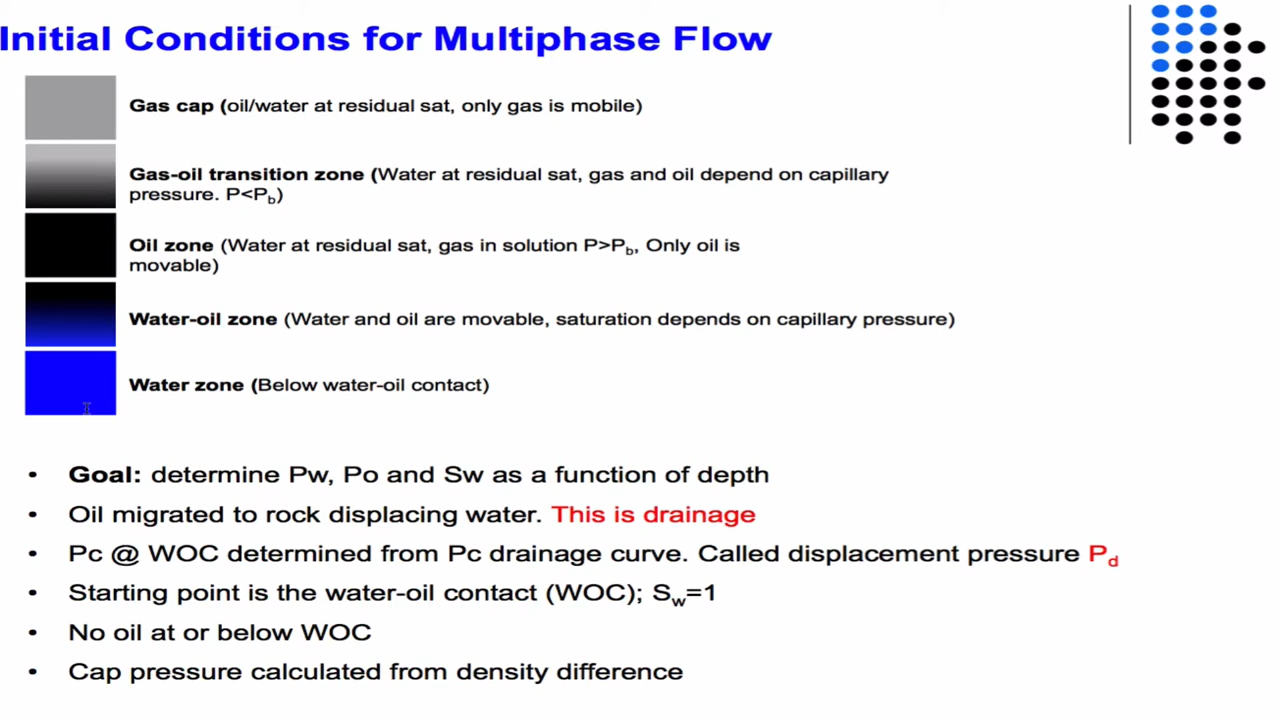 Initial Conditions for Multiphase Flow
Gas cap (oil/water at residual sat, only gas is mobile)
Gas-oil transition zone (Water at residual sat, gas and oil depend on capillary
pressure. P<Pb)
Oil zone (Water at residual sat, gas in solution P>Pb, Only oil is
movable)
Water-oil zone (Water and oil are movable, saturation depends on capillary pressure)
Water zone (Below water-oil contact)
• Goal: determine Pw, Po and Sw as a function of depth
• Oil migrated to rock displacing water. This is drainage
• Pc @ WOC determined from Pc drainage curve. Called displacement pressure Pd
• Starting point is the water-oil contact (WOC); Sw=1
• No oil at or below WOC
• Cap pressure calculated from density difference